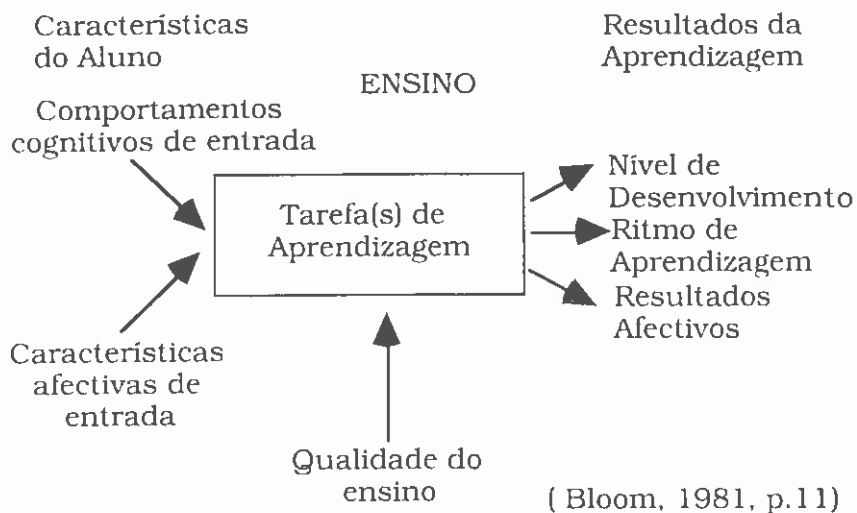 Características
do Aluno
ENSINO
Resultados da
Aprendizagem
Comportamentos
cognitivos de entrada
Tarefa(s) de
Aprendizagem
Nível de
Desenvolvimento
Ritmo de
Aprendizagem
Resultados
Afectivos
Características
afectivas de
entrada
Qualidade do
ensino
( Bloom, 1981, p.11)